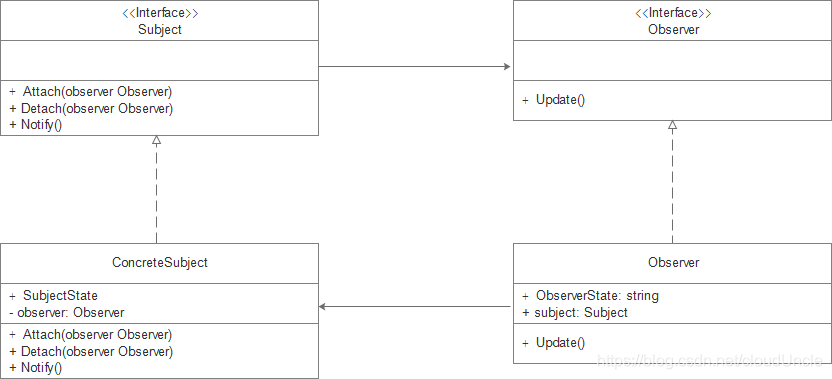 <<Interface>>
Subject
+ Attach(observer Observer)
+ Detach(observer Observer)
+ Notify()
<<Interface>>
Observer
+ Update()
ConcreteSubject
+ SubjectState
- observer: Observer
+ Attach(observer Observer)
+ Detach(observer Observer)
+ Notify()
Observer
+ ObserverState: string
+ subject: Subject
+ Update()
https://blog.csdn.net/cloudUncle